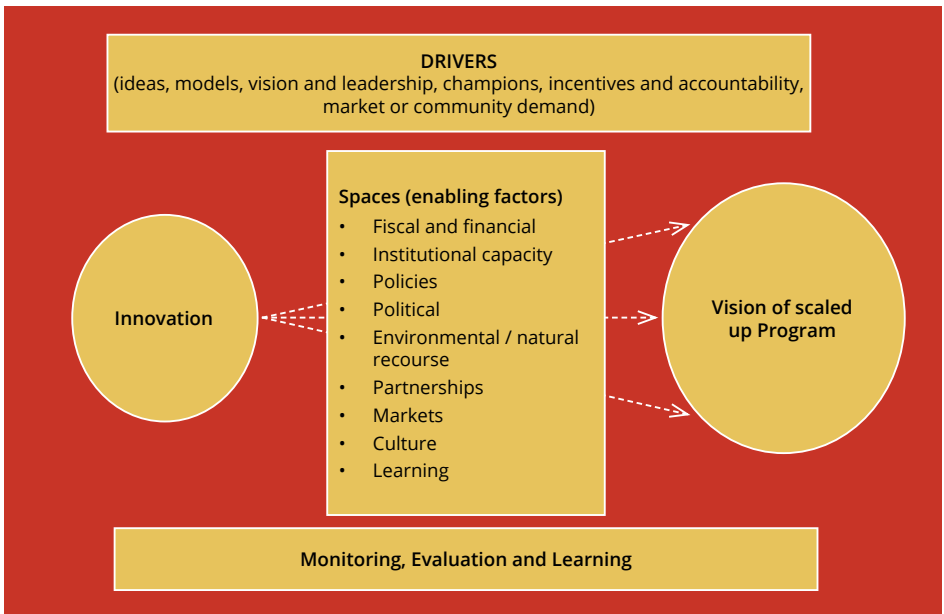 DRIVERS
(ideas, models, vision and leadership, champions, incentives and accountability,
market or community demand)
Spaces (enabling factors)
• Fiscal and financial
• Institutional capacity
• Policies
• Political
• Environmental / natural
recourse
• Partnerships
• Markets
• Culture
• Learning
Innovation
Vision of scaled
up Program
Monitoring, Evaluation and Learning